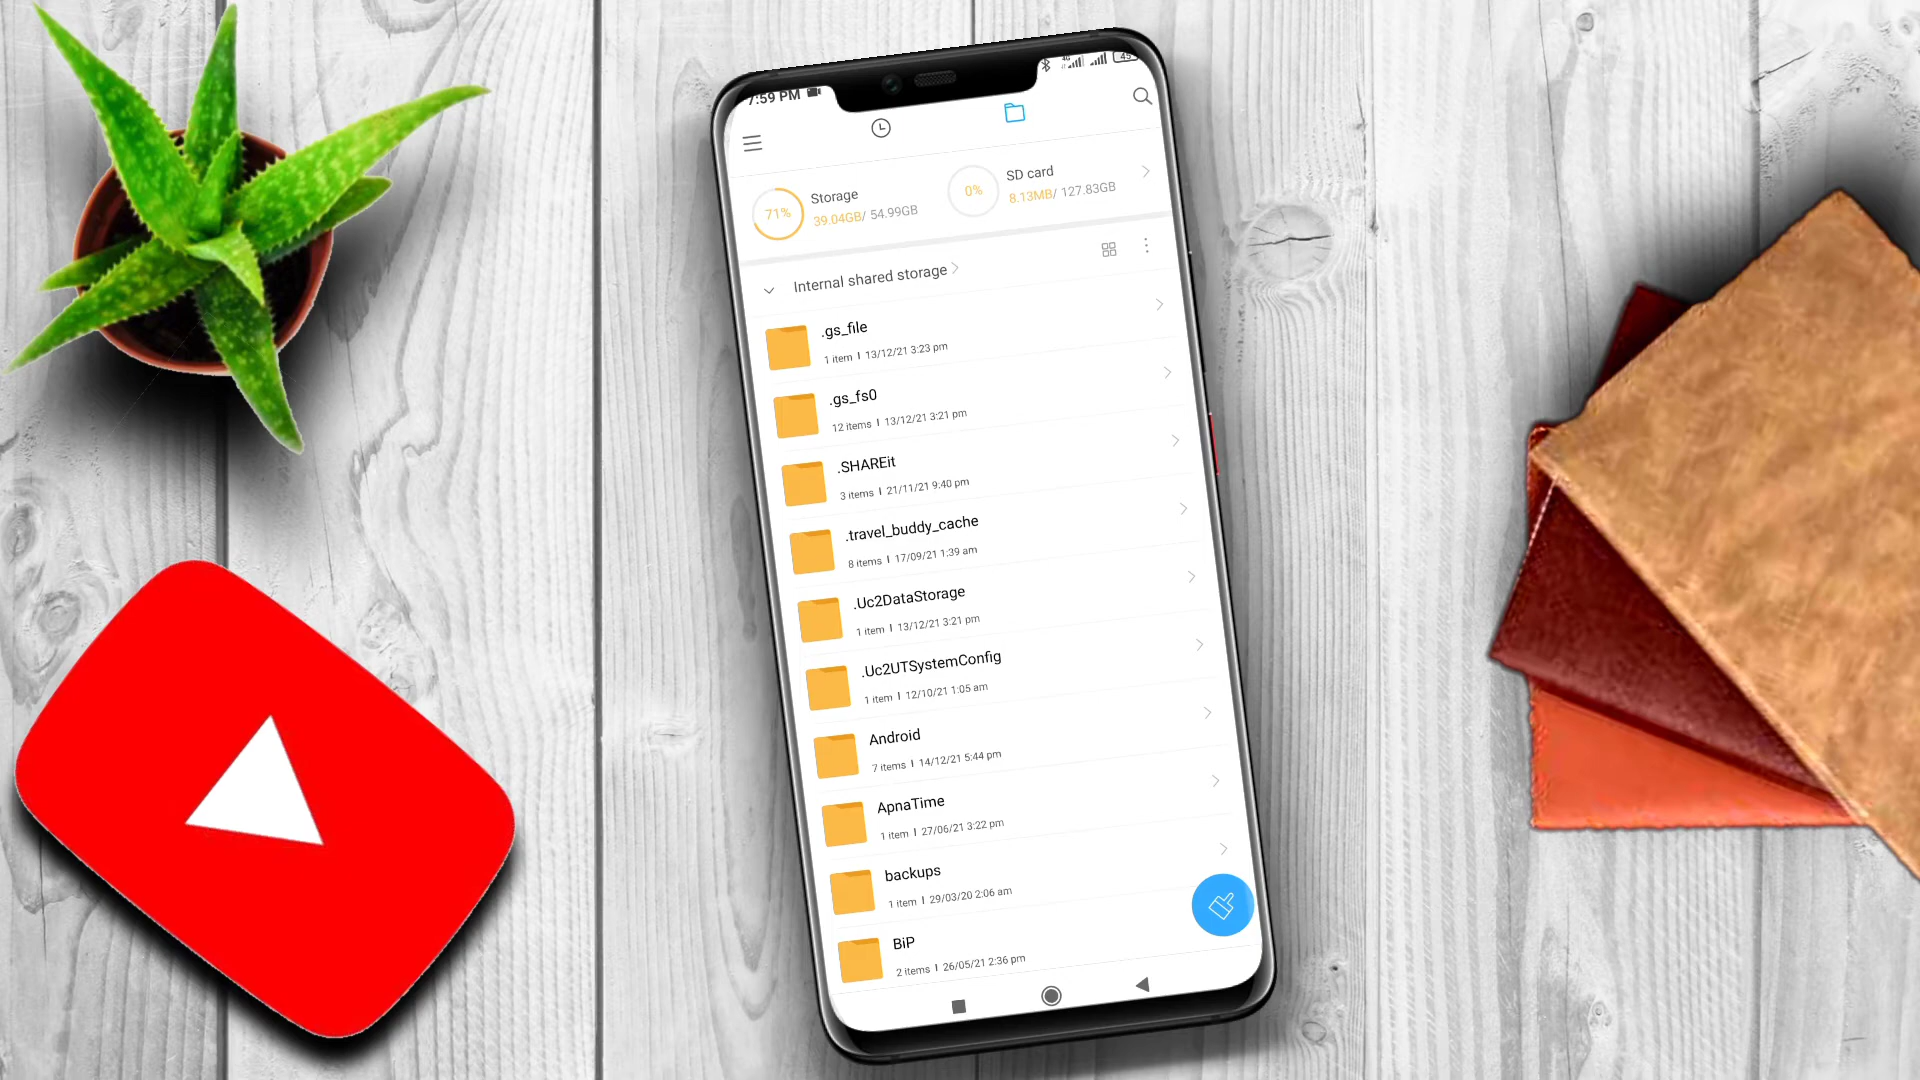 7:59 PM
4G
45
71%
Storage
39.04GB/ 54.99GB
0%
SD card
8.13MB/ 127.83GB
Internal shared storage
.gs_file
1 item | 13/12/21 3:23 pm
.gs_fs0
12 items | 13/12/21 3:21 pm
.SHAREit
3 items | 21/11/21 9:40 pm
.travel_buddy_cache
8 items | 17/09/21 1:39 am
.Uc2DataStorage
1 item | 13/12/21 3:21 pm
.Uc2UTSystemConfig
1 item | 12/10/21 1:05 am
Android
7 items | 14/12/21 5:44 pm
ApnaTime
1 item | 27/06/21 3:22 pm
backups
1 item | 29/03/20 2:06 am
BiP
2 items | 26/05/21 2:36 pm